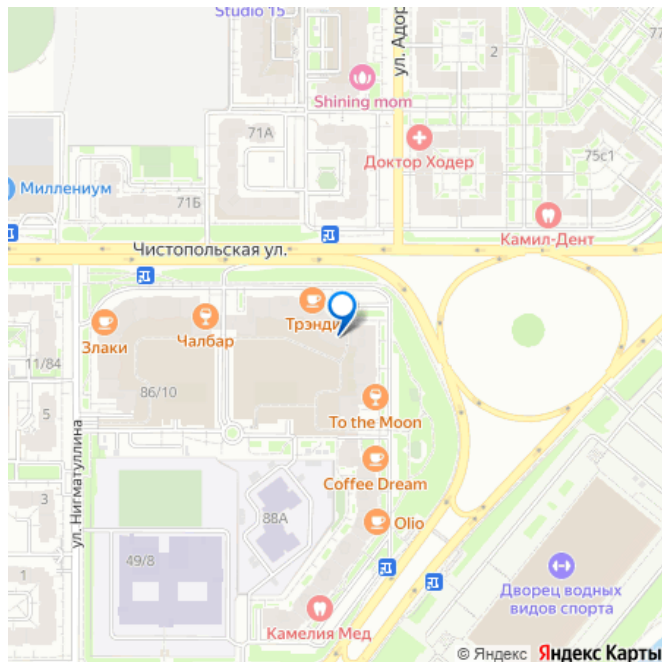 Studio 15
ул. Адор
2
77
Shining mom
71А
Доктор Ходер
75с1
Миллениум
71Б
Камил-Дент
Чистопольская ул.
Трэнди
Чалбар
Злаки
11/84
86/10
To the Moon
5
Coffee Dream
ул. Нигматуллина
3
88А
Olio
49/8
1
Дворец водных
видов спорта
Камелия Мед
© Яндекс Яндекс Карты